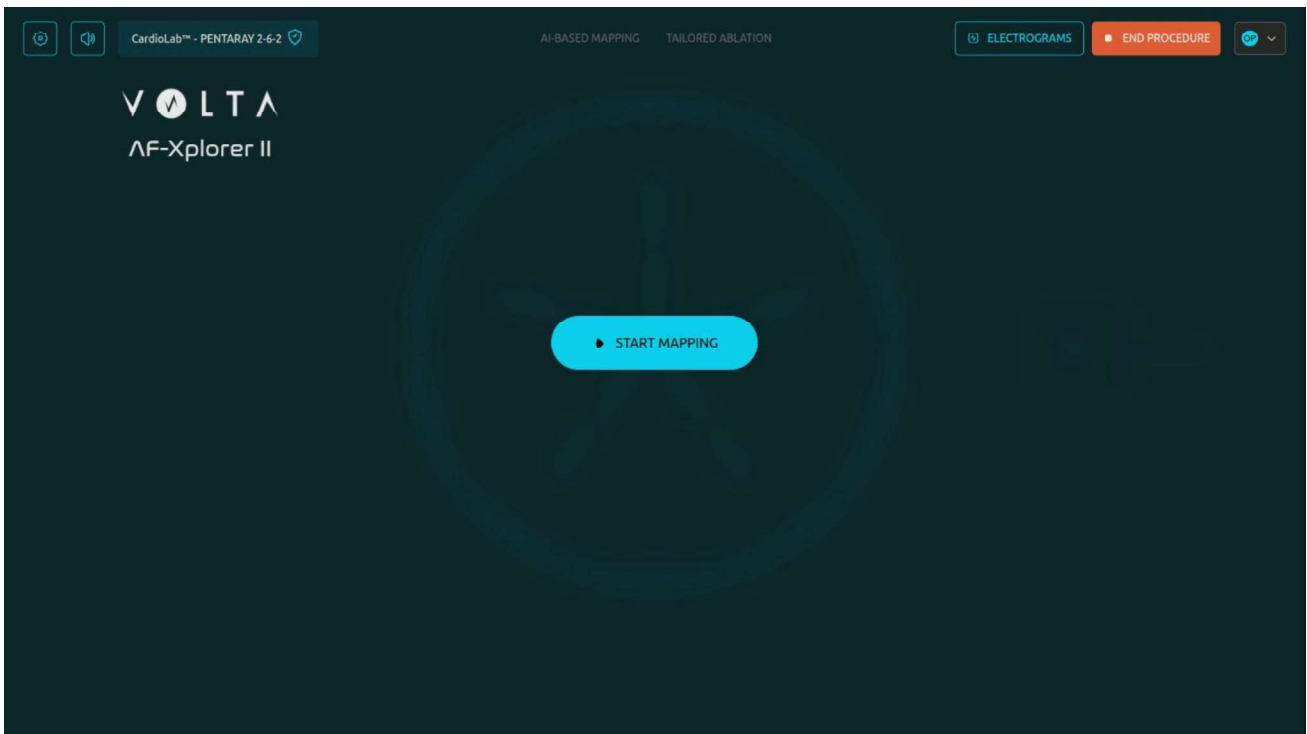 CardioLab™ - PENTARAY 2-6-2
AI-BASED MAPPING
TAILORED ABLATION
ELECTROGRAMS
END PROCEDURE
OP
VOLTA
AF-Xplorer II
START MAPPING